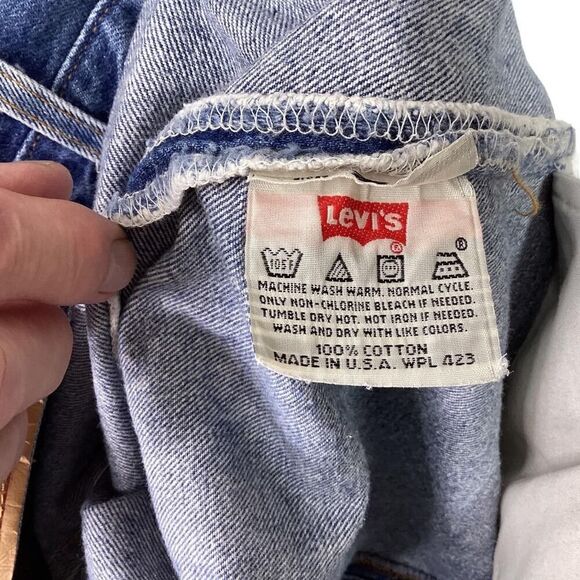 Levi's
®
®
105F
MACHINE WASH WARM. NORMAL CYCLE.
ONLY NON-CHLORINE BLEACH IF NEEDED.
TUMBLE DRY HOT. HOT IRON IF NEEDED.
WASH AND DRY WITH LIKE COLORS.
100% COTTON
MADE IN U.S.A. WPL 423